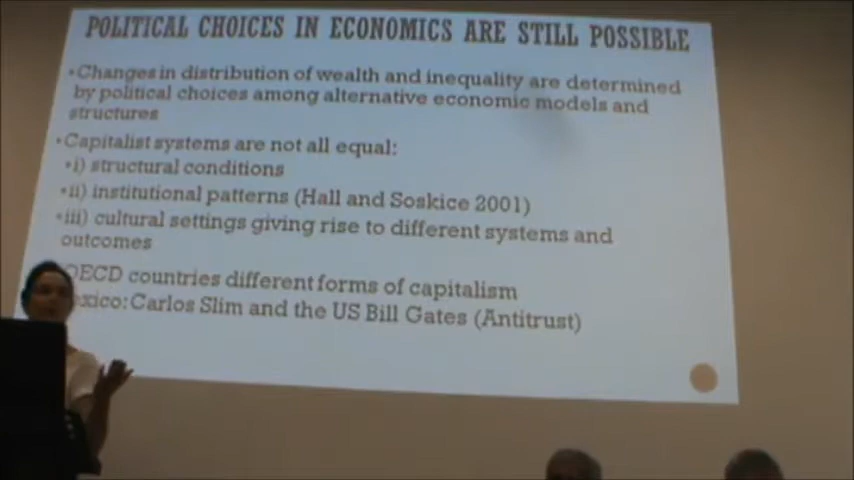 POLITICAL CHOICES IN ECONOMICS ARE STILL POSSIBLE
•Changes in distribution of wealth and inequality are determined
by political choices among alternative economic models and
structures
•Capitalist systems are not all equal:
•i) structural conditions
•ii) institutional patterns (Hall and Soskice 2001)
•iii) cultural settings giving rise to different systems and
outcomes
OECD countries different forms of capitalism
exico: Carlos Slim and the US Bill Gates (Antitrust)